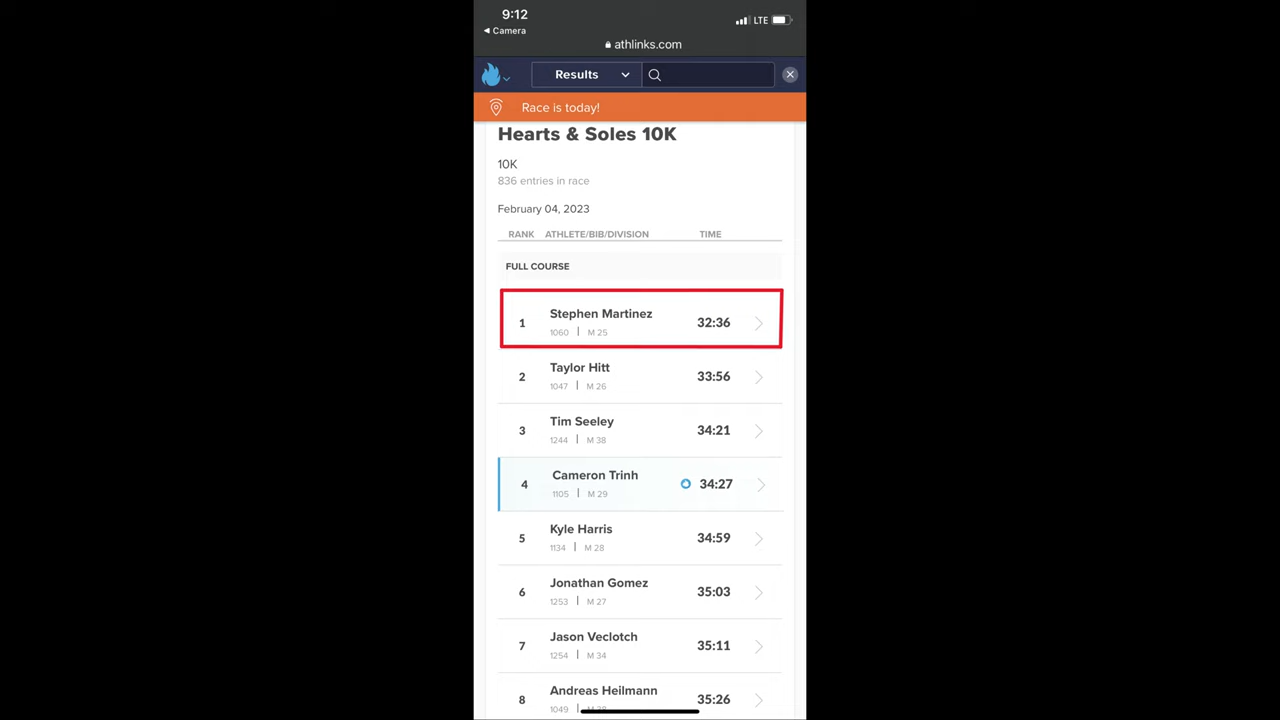 9:12
LTE
◀ Camera
athlinks.com
Results
Race is today!
Hearts & Soles 10K
10K
836 entries in race
February 04, 2023
RANK ATHLETE/BIB/DIVISION TIME
FULL COURSE
1 Stephen Martinez 32:36
1060 | M 25
2 Taylor Hitt 33:56
1047 | M 26
3 Tim Seeley 34:21
1244 | M 38
4 Cameron Trinh 34:27
1105 | M 29
5 Kyle Harris 34:59
1134 | M 28
6 Jonathan Gomez 35:03
1253 | M 27
7 Jason Veclotch 35:11
1254 | M 34
8 Andreas Heilmann 35:26
1049 | M